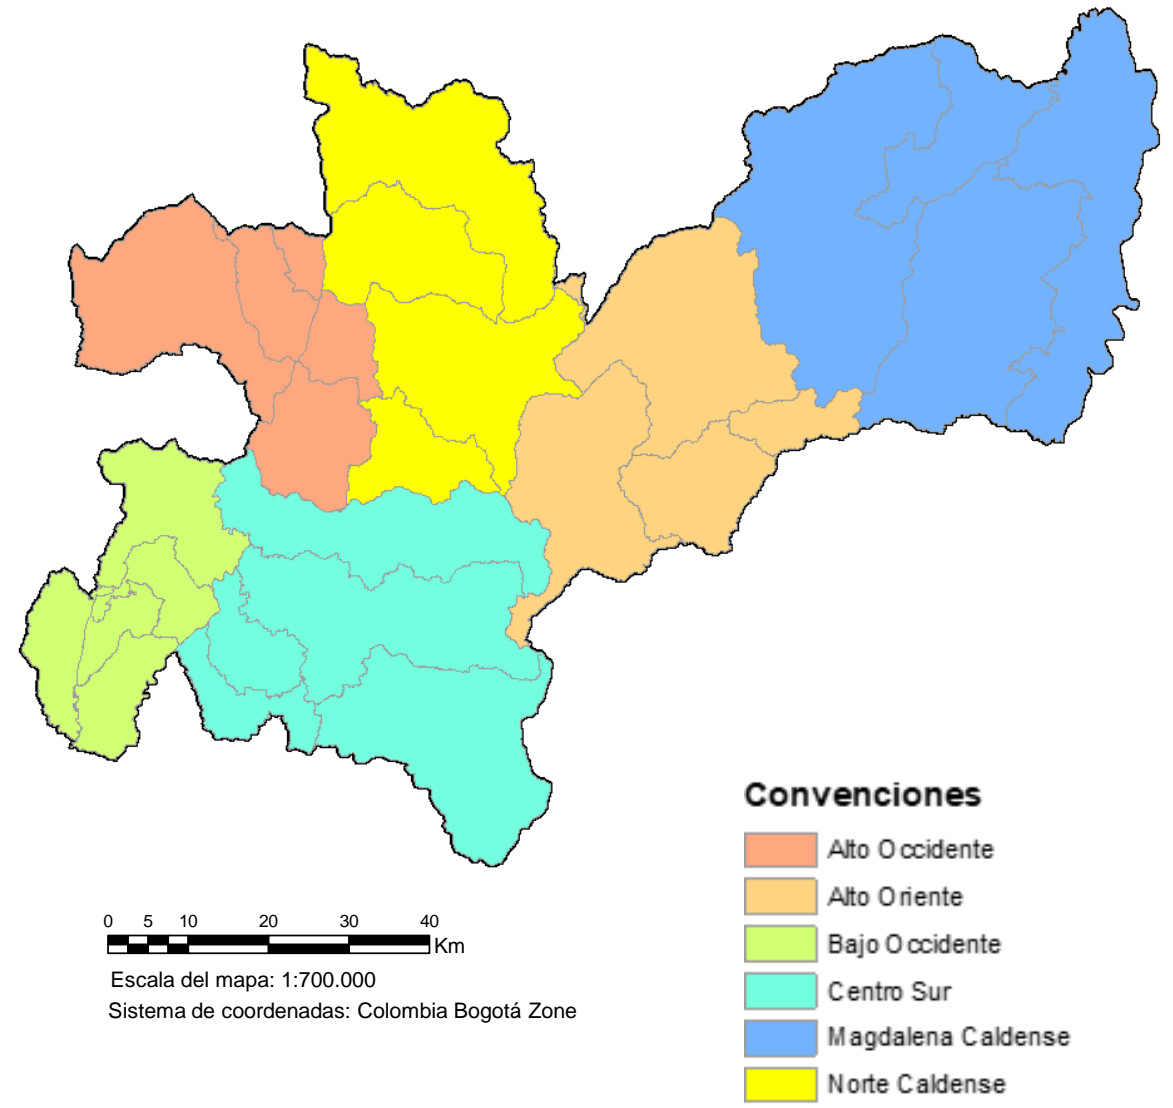 Convenciones
Alto Occidente
Alto Oriente
Bajo Occidente
Centro Sur
Magdalena Caldense
Norte Caldense
0 5 10 20 30 40
Km
Escala del mapa: 1:700.000
Sistema de coordenadas: Colombia Bogotá Zone